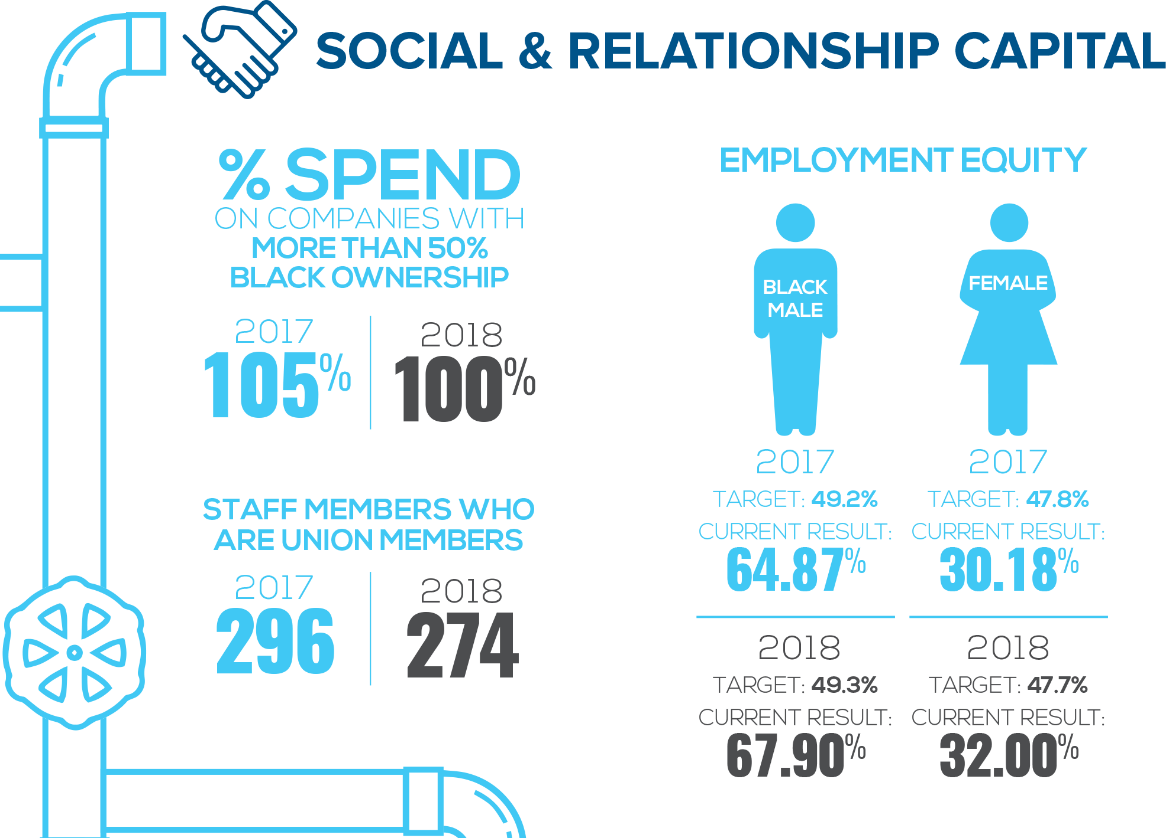 SOCIAL & RELATIONSHIP CAPITAL
% SPEND
ON COMPANIES WITH
MORE THAN 50%
BLACK OWNERSHIP
2017
105%
2018
100%
STAFF MEMBERS WHO
ARE UNION MEMBERS
2017
296
2018
274
EMPLOYMENT EQUITY
BLACK
MALE
2017
TARGET: 49.2%
CURRENT RESULT:
64.87%
2018
TARGET: 49.3%
CURRENT RESULT:
67.90%
FEMALE
2017
TARGET: 47.8%
CURRENT RESULT:
30.18%
2018
TARGET: 47.7%
CURRENT RESULT:
32.00%